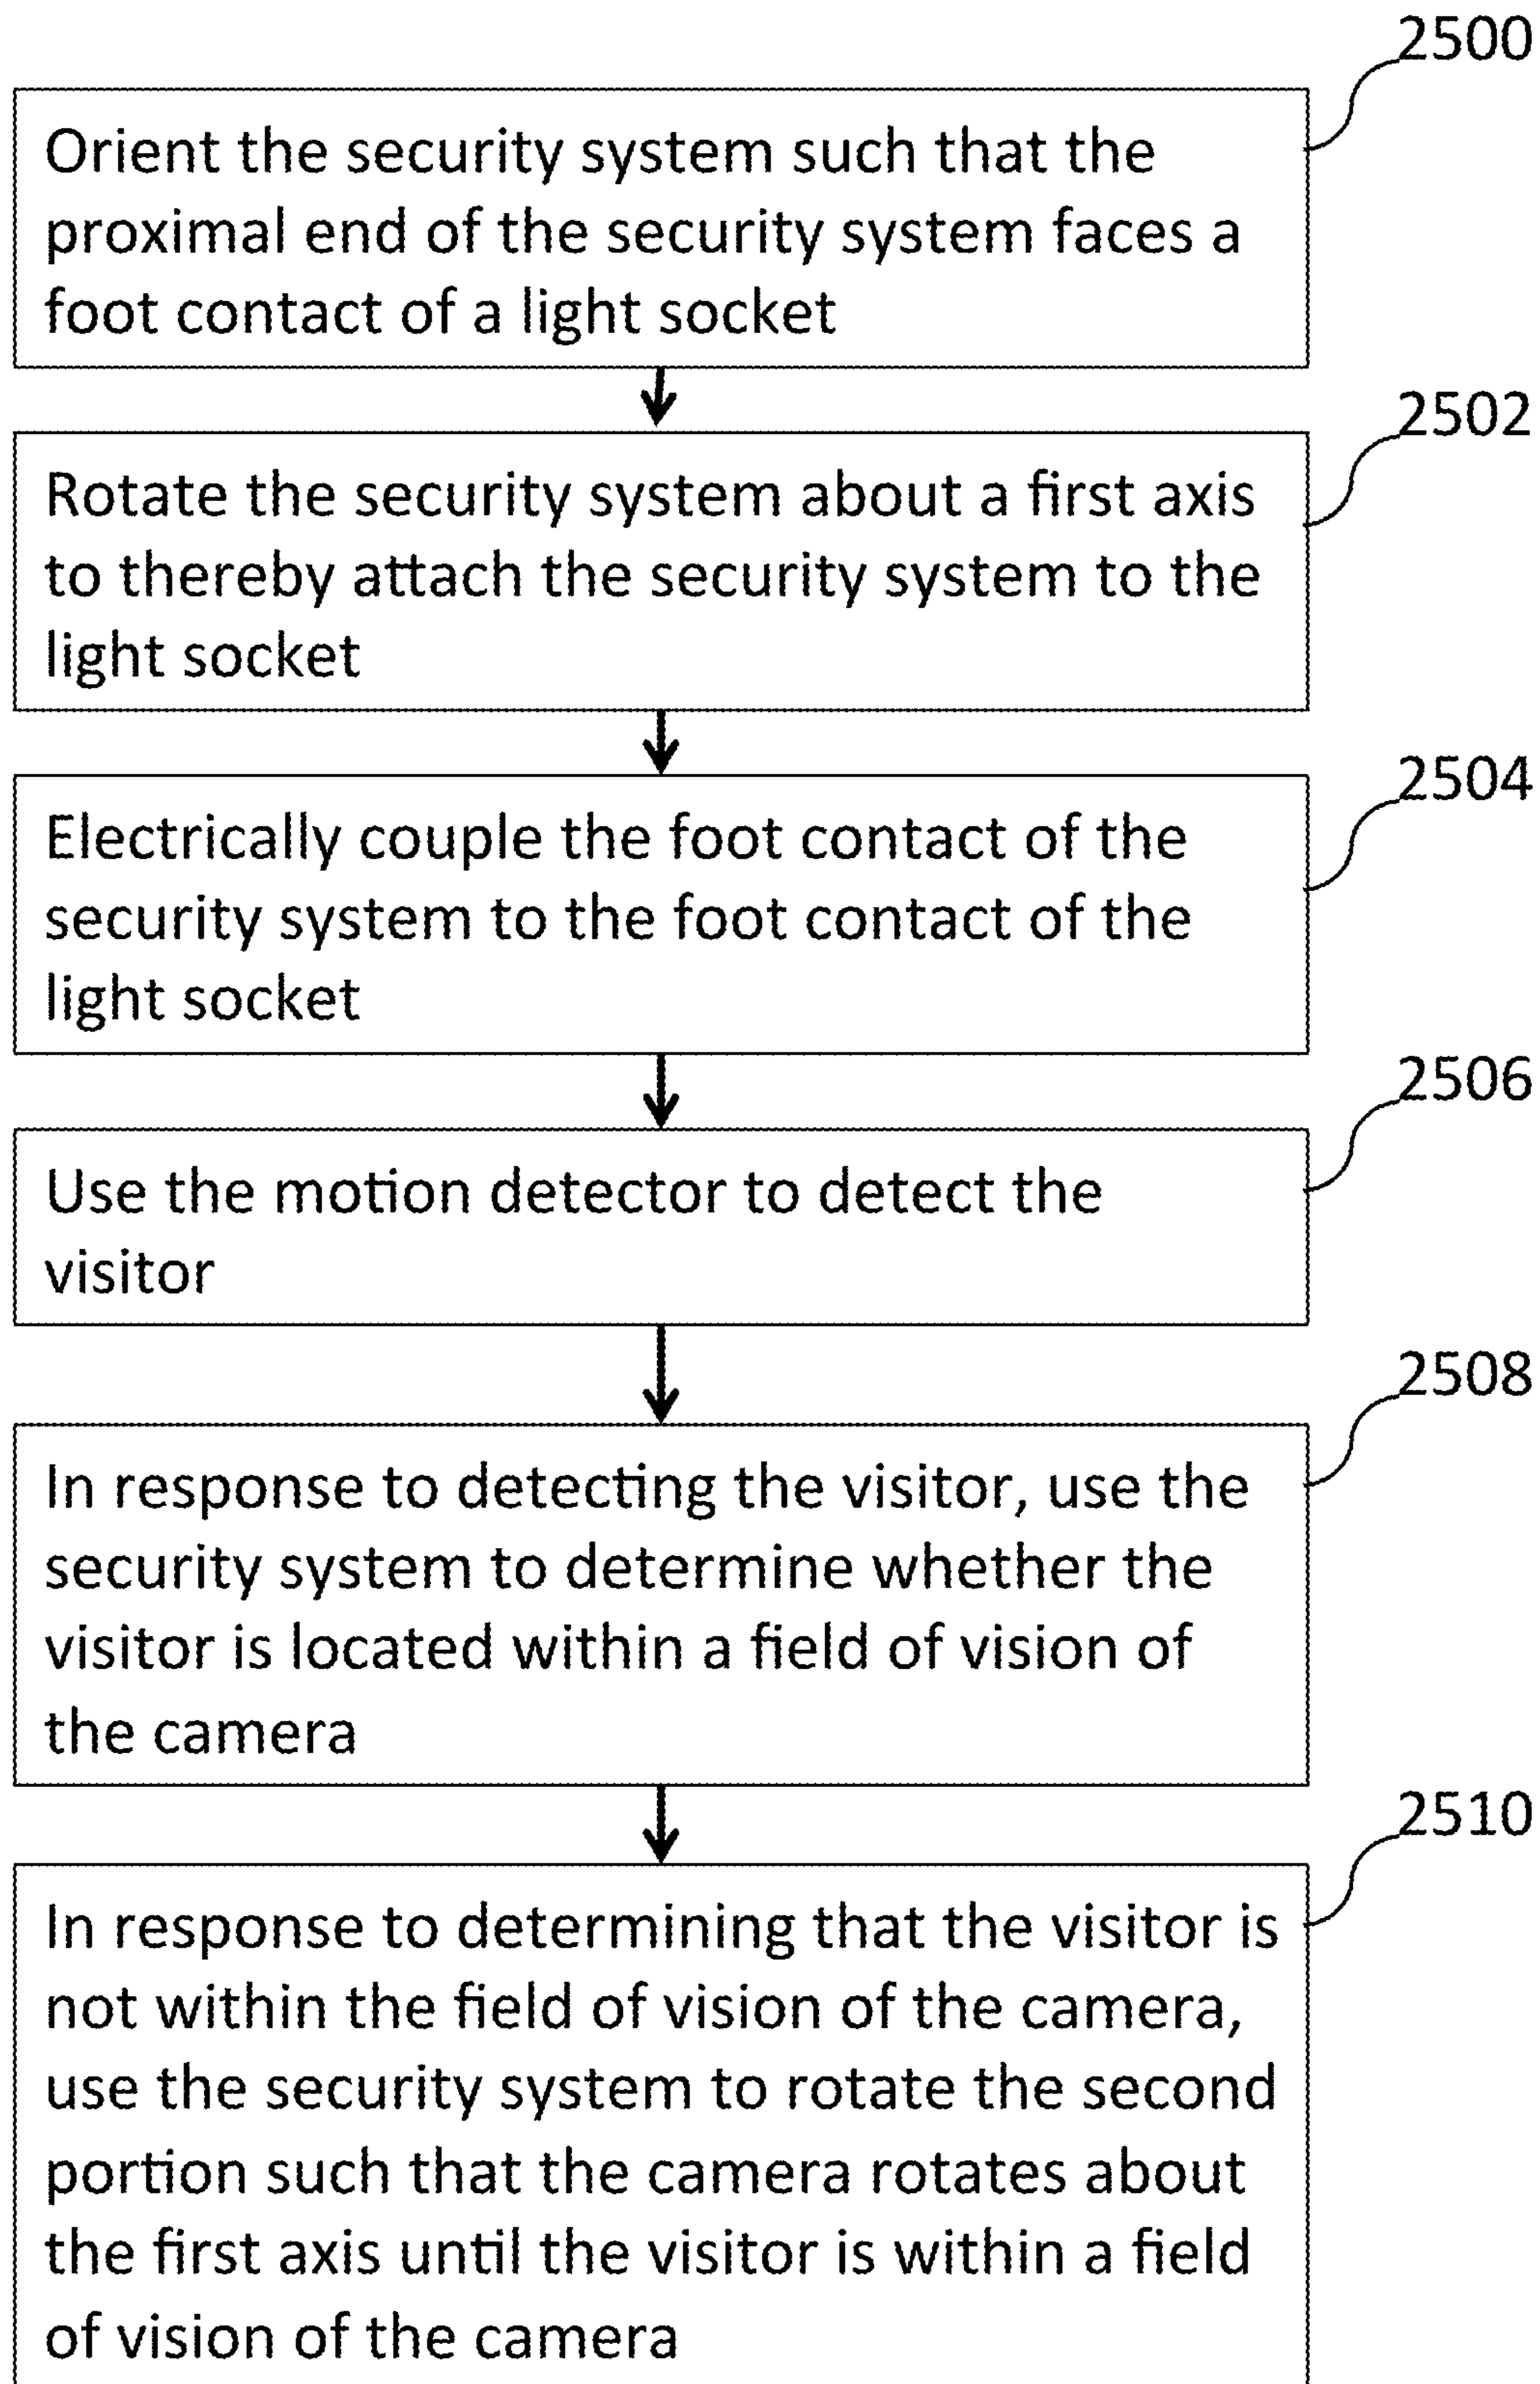 2500
Orient the security system such that the
proximal end of the security system faces a
foot contact of a light socket
2502
Rotate the security system about a first axis
to thereby attach the security system to the
light socket
2504
Electrically couple the foot contact of the
security system to the foot contact of the
light socket
2506
Use the motion detector to detect the
visitor
2508
In response to detecting the visitor, use the
security system to determine whether the
visitor is located within a field of vision of
the camera
2510
In response to determining that the visitor is
not within the field of vision of the camera,
use the security system to rotate the second
portion such that the camera rotates about
the first axis until the visitor is within a field
of vision of the camera